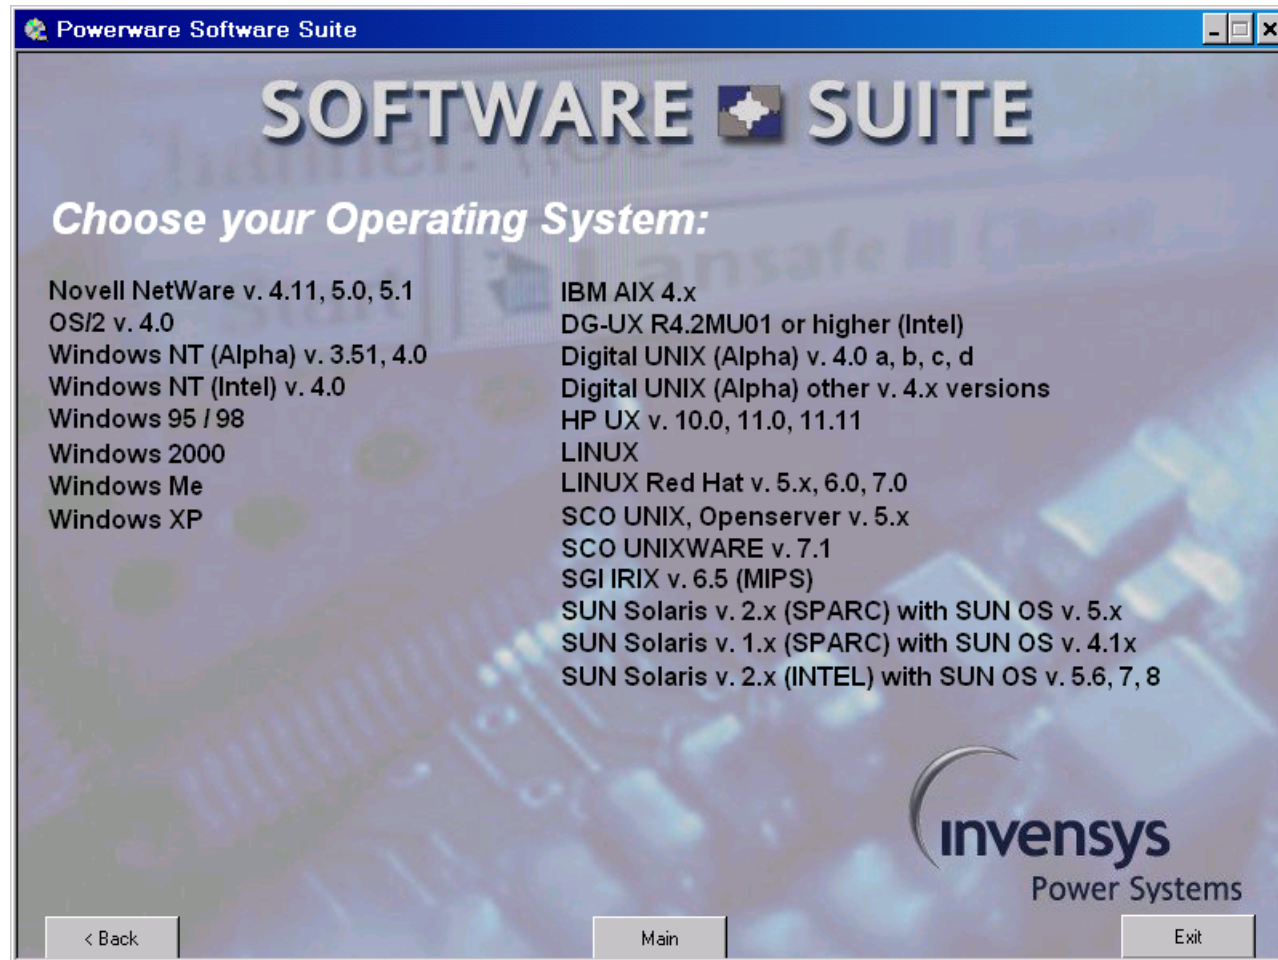 Powerware Software Suite
SOFTWARE SUITE
Choose your Operating System:
Novell NetWare v. 4.11, 5.0, 5.1
OS/2 v. 4.0
Windows NT (Alpha) v. 3.51, 4.0
Windows NT (Intel) v. 4.0
Windows 95 / 98
Windows 2000
Windows Me
Windows XP
IBM AIX 4.x
DG-UX R4.2MU01 or higher (Intel)
Digital UNIX (Alpha) v. 4.0 a, b, c, d
Digital UNIX (Alpha) other v. 4.x versions
HP UX v. 10.0, 11.0, 11.11
LINUX
LINUX Red Hat v. 5.x, 6.0, 7.0
SCO UNIX, Openserver v. 5.x
SCO UNIXWARE v. 7.1
SGI IRIX v. 6.5 (MIPS)
SUN Solaris v. 2.x (SPARC) with SUN OS v. 5.x
SUN Solaris v. 1.x (SPARC) with SUN OS v. 4.1x
SUN Solaris v. 2.x (INTEL) with SUN OS v. 5.6, 7, 8
Start
Lansafe III
invensys
Power Systems
< Back
Main
Exit